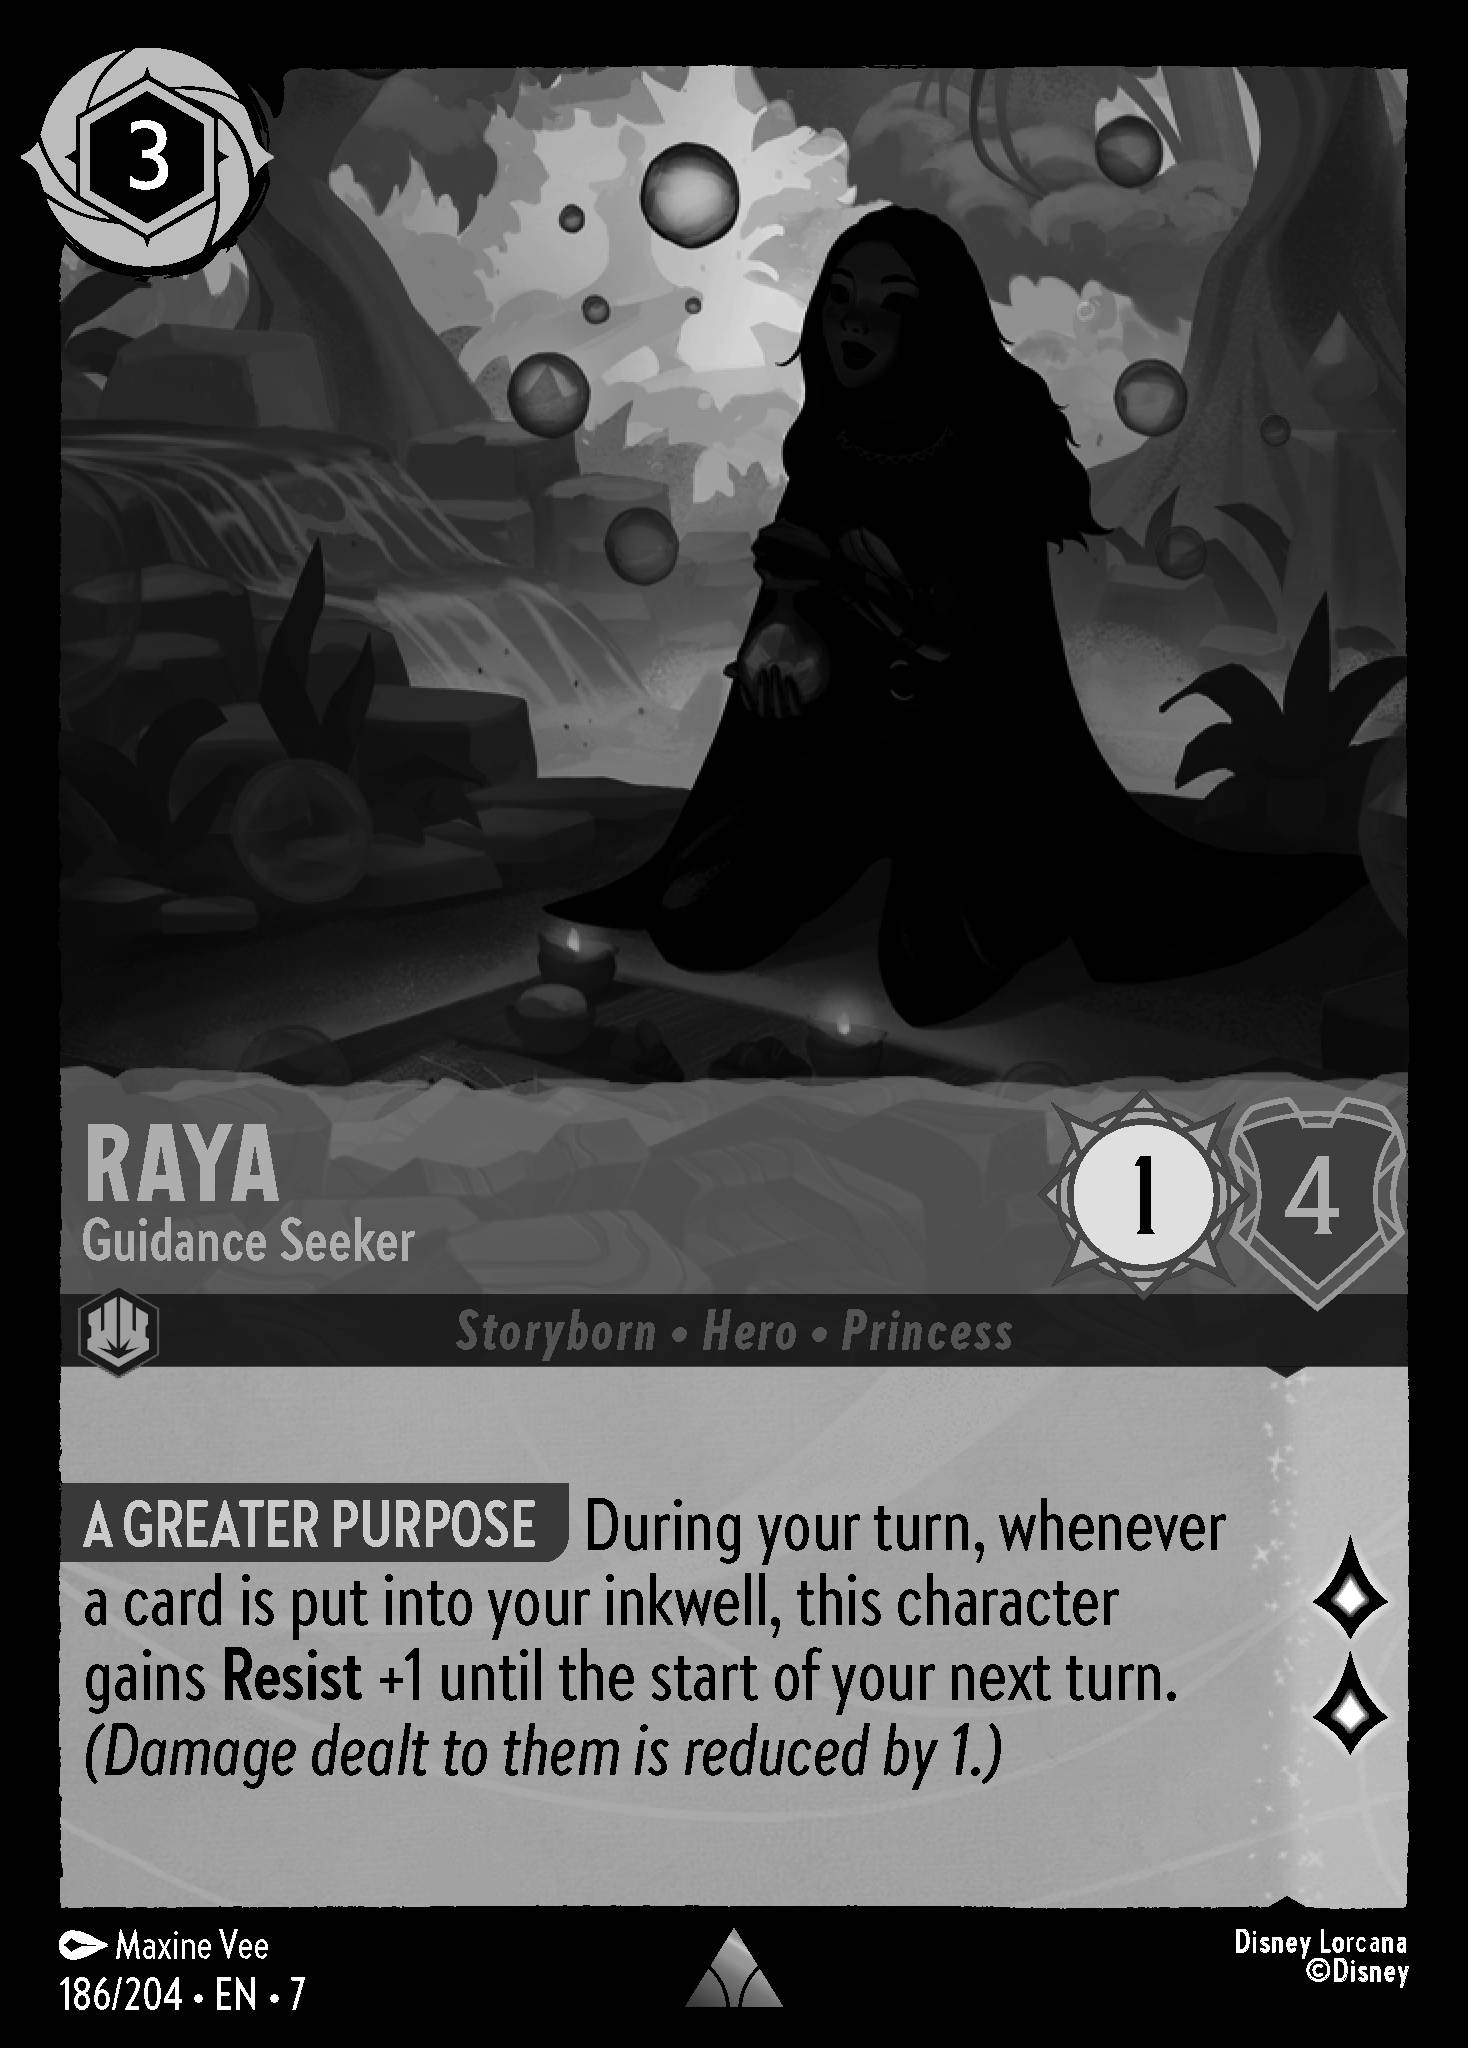 3
RAYA
Guidance Seeker
1
4
Storyborn • Hero • Princess
A GREATER PURPOSE During your turn, whenever
a card is put into your inkwell, this character
gains Resist +1 until the start of your next turn.
(Damage dealt to them is reduced by 1.)
Maxine Vee
186/204 • EN • 7
Disney Lorcana
©Disney